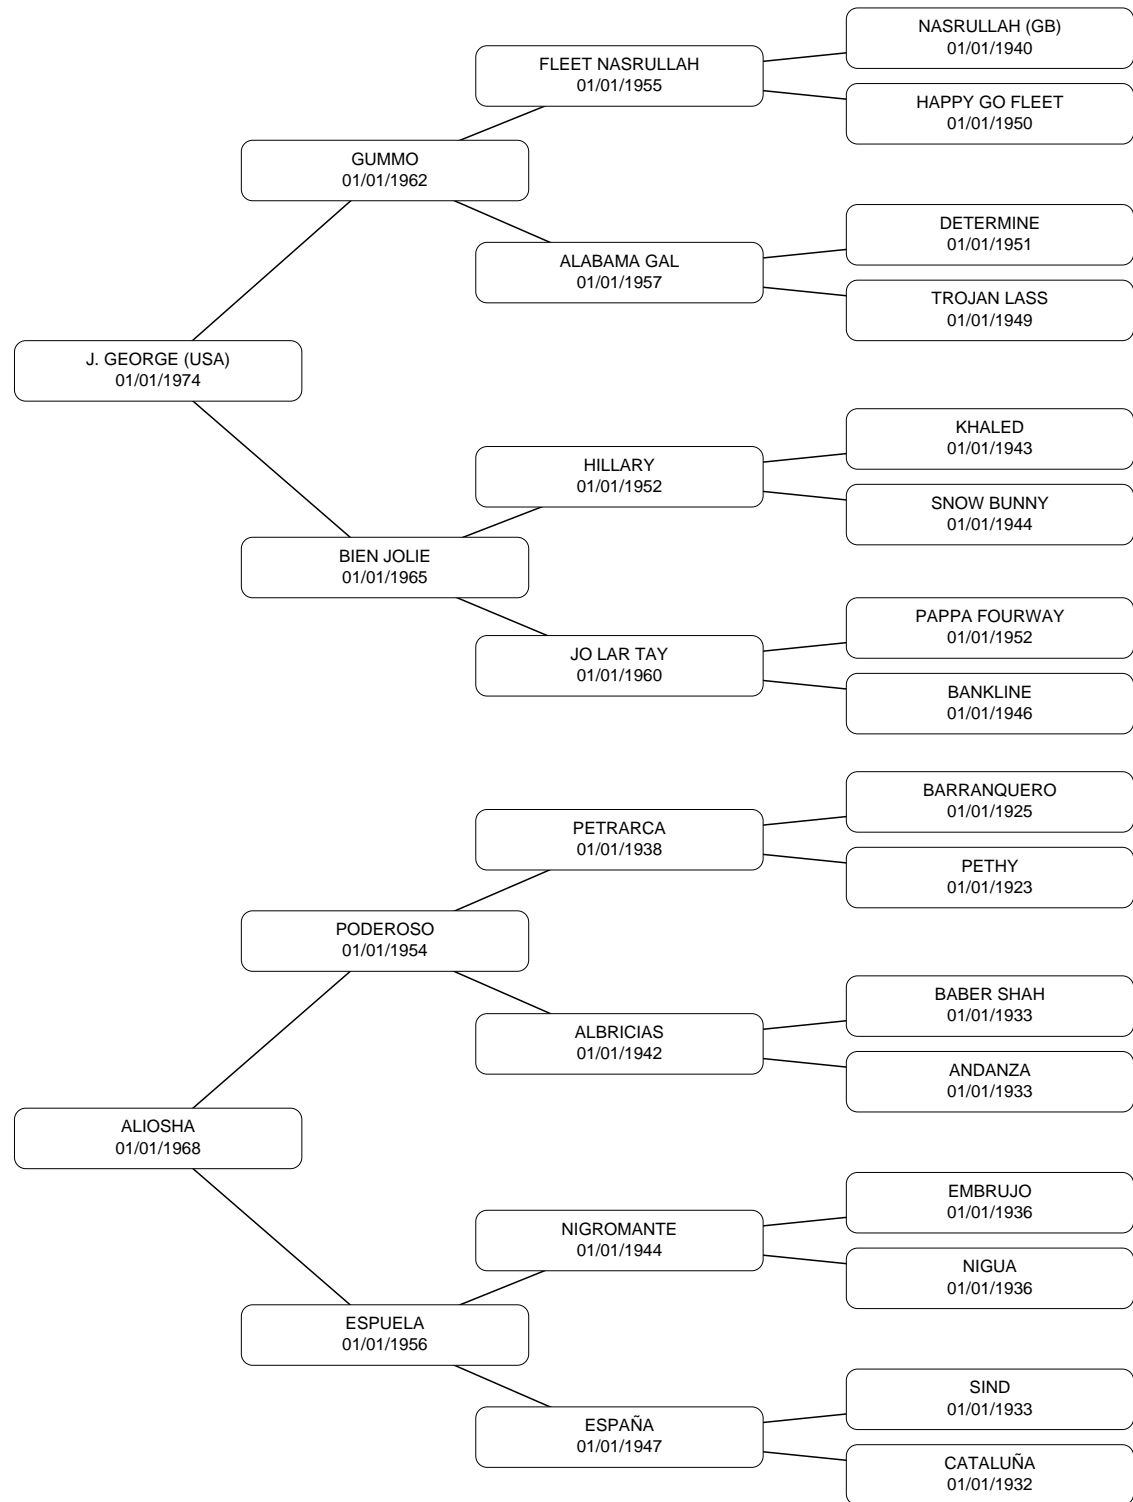 NASRULLAH (GB)
01/01/1940
FLEET NASRULLAH
01/01/1955
HAPPY GO FLEET
01/01/1950
GUMMO
01/01/1962
DETERMINE
01/01/1951
ALABAMA GAL
01/01/1957
TROJAN LASS
01/01/1949
J. GEORGE (USA)
01/01/1974
KHALED
01/01/1943
HILLARY
01/01/1952
SNOW BUNNY
01/01/1944
BIEN JOLIE
01/01/1965
PAPPA FOURWAY
01/01/1952
JO LAR TAY
01/01/1960
BANKLINE
01/01/1946
BARRANQUERO
01/01/1925
PETRARCA
01/01/1938
PETHY
01/01/1923
PODEROSO
01/01/1954
BABER SHAH
01/01/1933
ALBRICIAS
01/01/1942
ANDANZA
01/01/1933
ALIOSHA
01/01/1968
EMBRUJO
01/01/1936
NIGROMANTE
01/01/1944
NIGUA
01/01/1936
ESPUELA
01/01/1956
SIND
01/01/1933
ESPAÑA
01/01/1947
CATALUÑA
01/01/1932